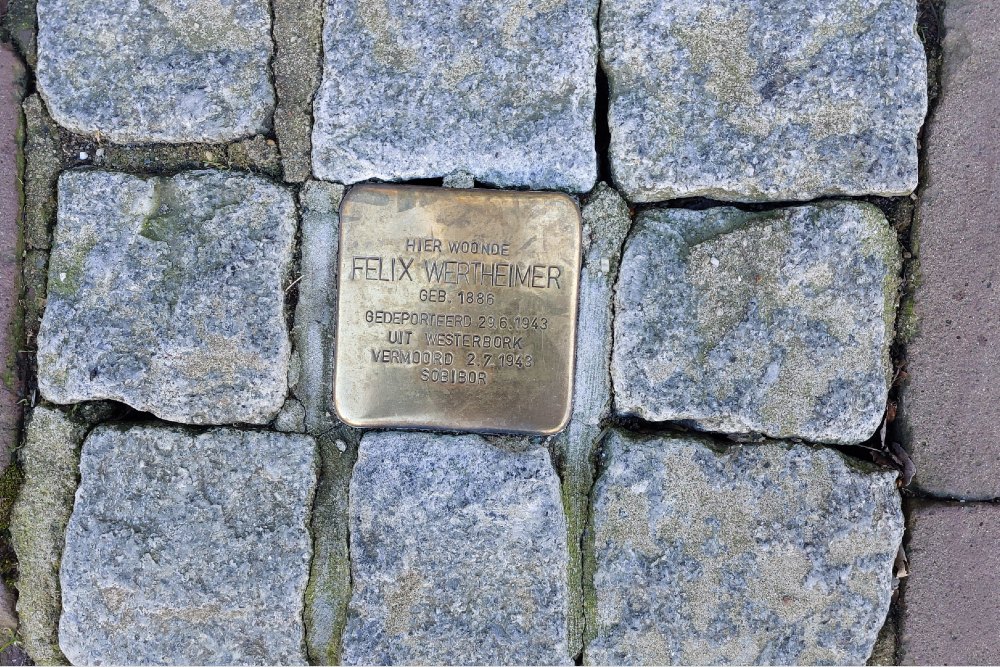 HIER WOONDE
FELIX WERTHEIMER
GEB. 1886
GEDEPORTEERD 29.6.1943
UIT WESTERBORK
VERMOORD 2.7.1943
SOBIBOR